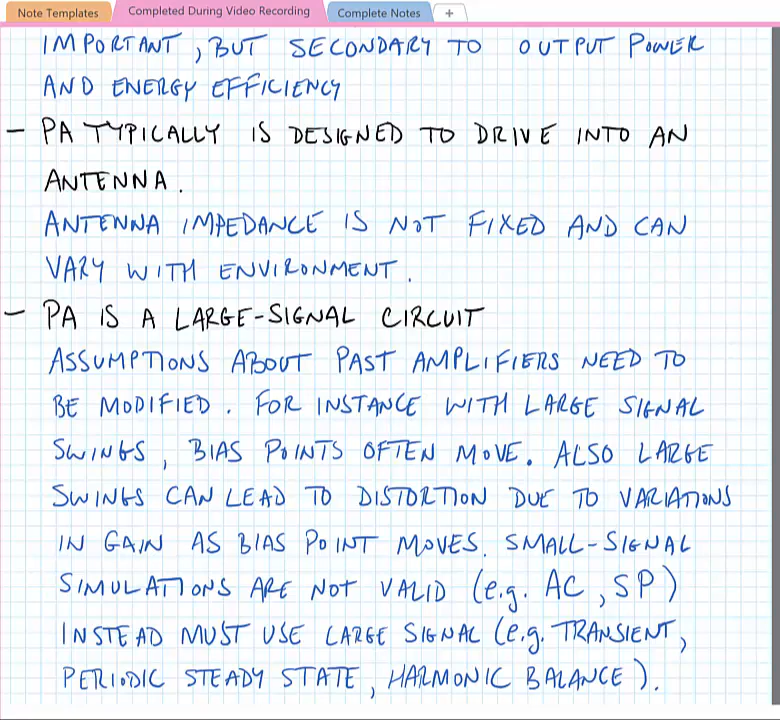 Note Templates Completed During Video Recording Complete Notes +
IMPORTANT, BUT SECONDARY TO OUTPUT POWER
AND ENERGY EFFICIENCY
- PA TYPICALLY IS DESIGNED TO DRIVE INTO AN
ANTENNA.
ANTENNA IMPEDANCE IS NOT FIXED AND CAN
VARY WITH ENVIRONMENT.
- PA IS A LARGE-SIGNAL CIRCUIT
ASSUMPTIONS ABOUT PAST AMPLIFIERS NEED TO
BE MODIFIED. FOR INSTANCE WITH LARGE SIGNAL
SWINGS, BIAS POINTS OFTEN MOVE. ALSO LARGE
SWINGS CAN LEAD TO DISTORTION DUE TO VARIATIONS
IN GAIN AS BIAS POINT MOVES. SMALL-SIGNAL
SIMULATIONS ARE NOT VALID (e.g. AC, SP)
INSTEAD MUST USE LARGE SIGNAL (e.g. TRANSIENT,
PERIODIC STEADY STATE, HARMONIC BALANCE).